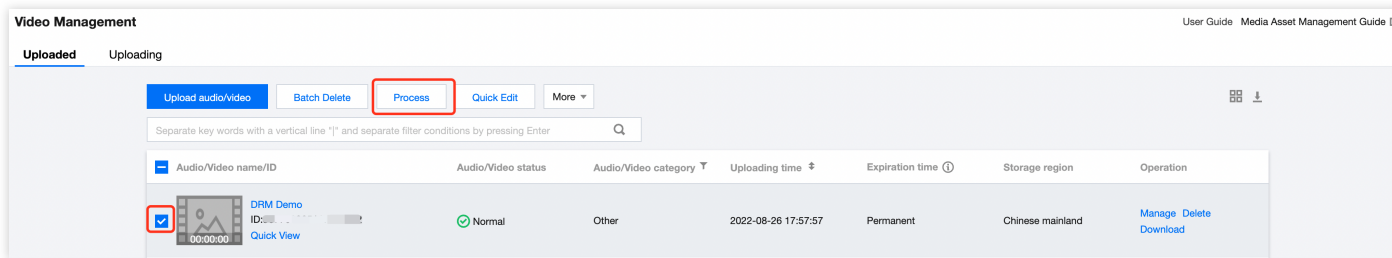 Video Management
User Guide Media Asset Management Guide
Uploaded Uploading
Upload audio/video Batch Delete Process Quick Edit More
Separate key words with a vertical line "|" and separate filter conditions by pressing Enter
Audio/Video name/ID Audio/Video status Audio/Video category Uploading time Expiration time Storage region Operation
DRM Demo
ID:
Quick View
00:00:00
Normal Other 2022-08-26 17:57:57 Permanent Chinese mainland
Manage Delete
Download